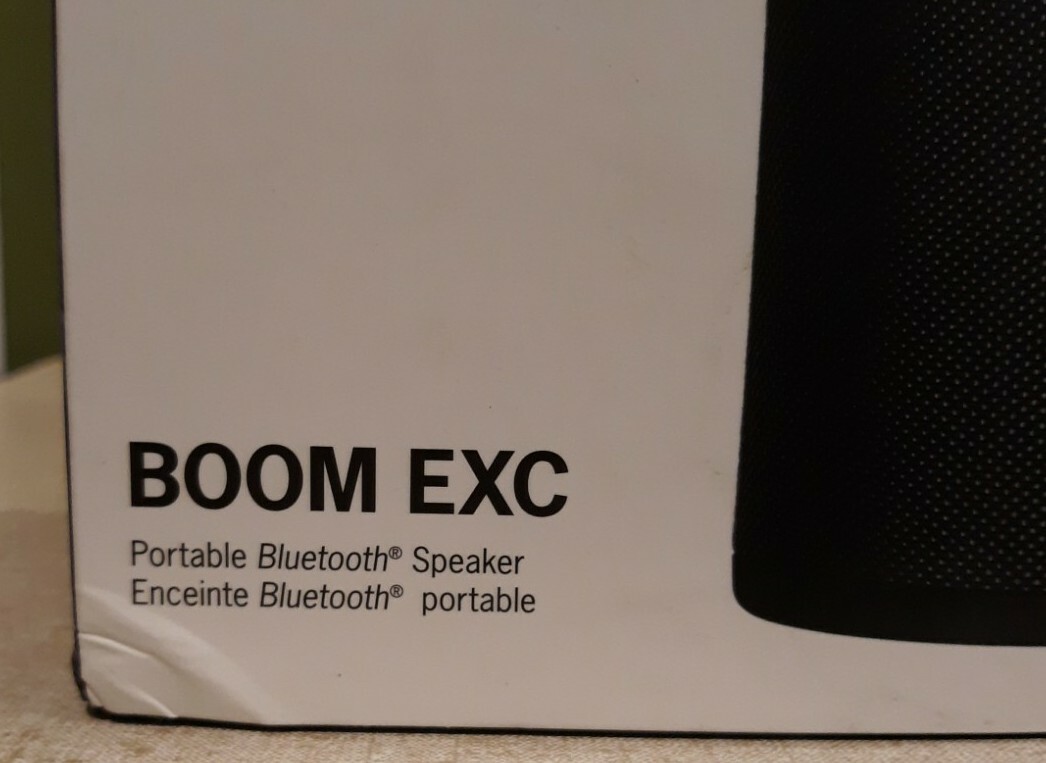 BOOM EXC
Portable Bluetooth® Speaker
Enceinte Bluetooth® portable